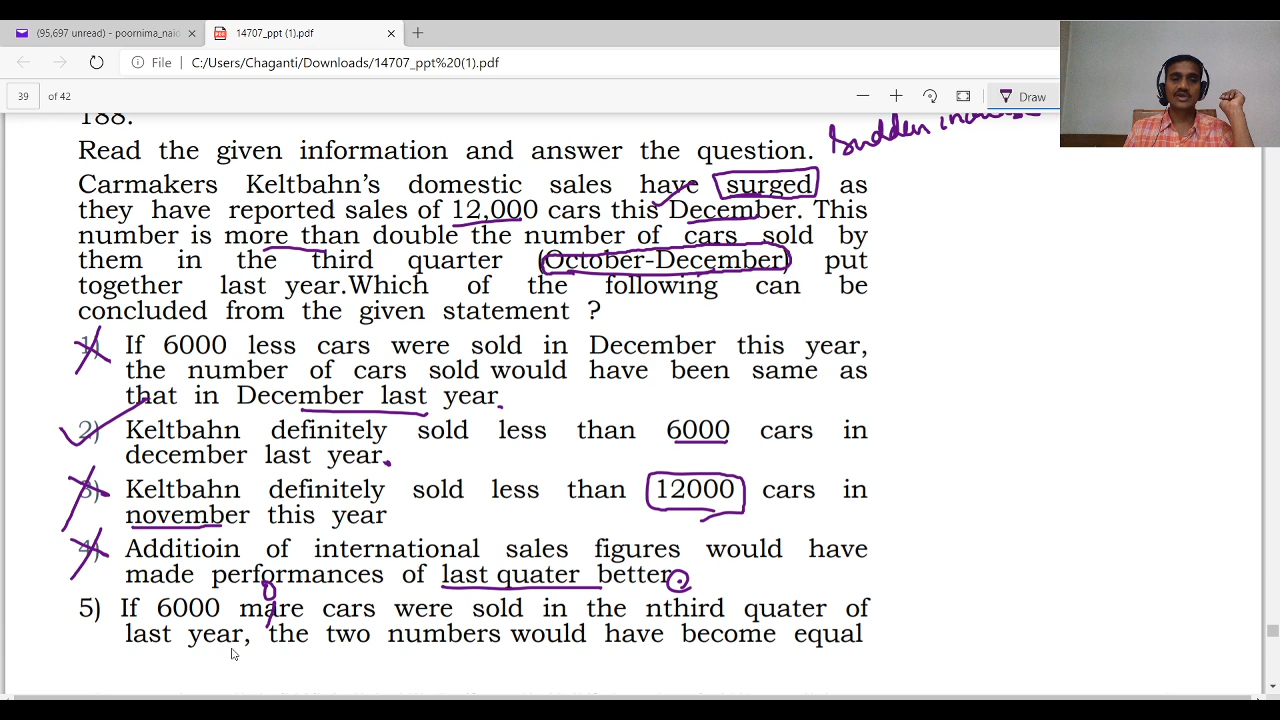 (95,697 unread) - poornima_naid
14707_ppt (1).pdf
File
C:/Users/Chaganti/Downloads/14707_ppt%20(1).pdf
39 of 42
Draw
188.
Sudden increase
Read the given information and answer the question.
Carmakers Keltbahn's domestic sales have surged as
they have reported sales of 12,000 cars this December. This
number is more than double the number of cars sold by
them in the third quarter (October-December) put
together last year.Which of the following can be
concluded from the given statement ?
1) If 6000 less cars were sold in December this year,
the number of cars sold would have been same as
that in December last year.
2) Keltbahn definitely sold less than 6000 cars in
december last year.
3) Keltbahn definitely sold less than 12000 cars in
november this year
4) Additioin of international sales figures would have
made performances of last quater better.
o
5) If 6000 mare cars were sold in the nthird quater of
last year, the two numbers would have become equal